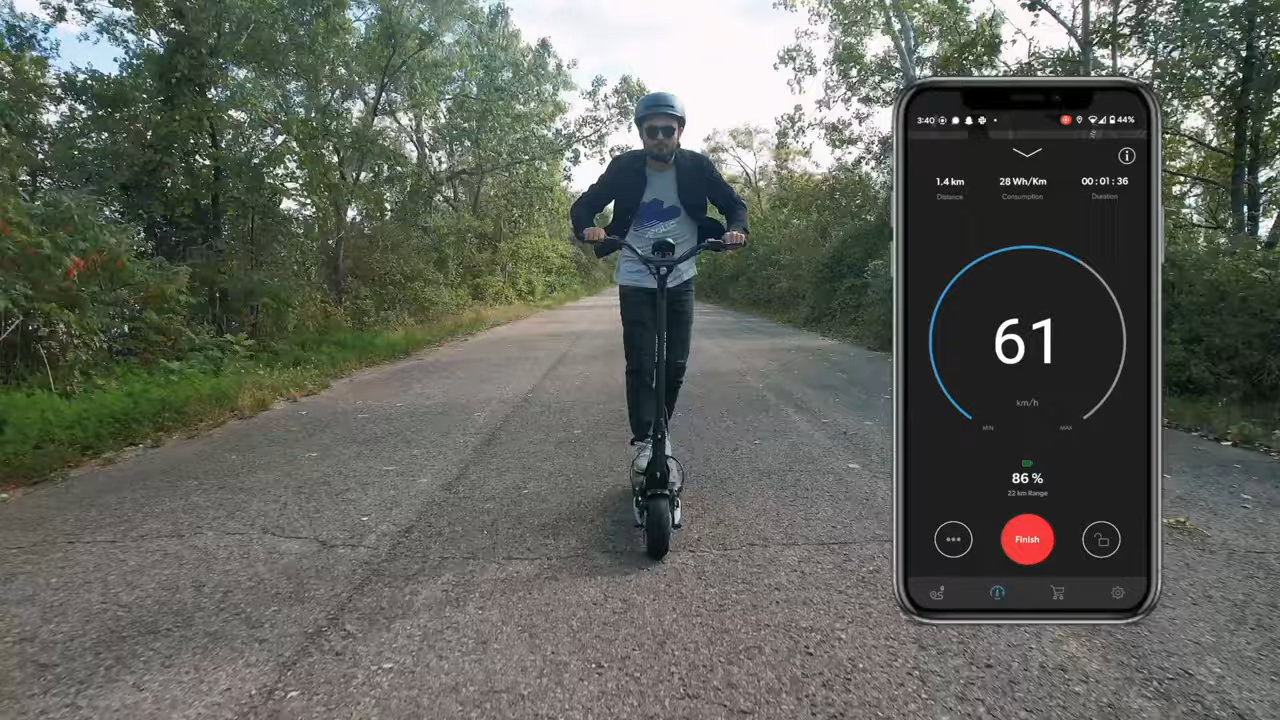 3:40
44%
1.4 km
28 Wh/Km
00 : 01 : 36
Distance
Consumption
Duration
61
km/h
MIN
MAX
86 %
22 km Range
Finish